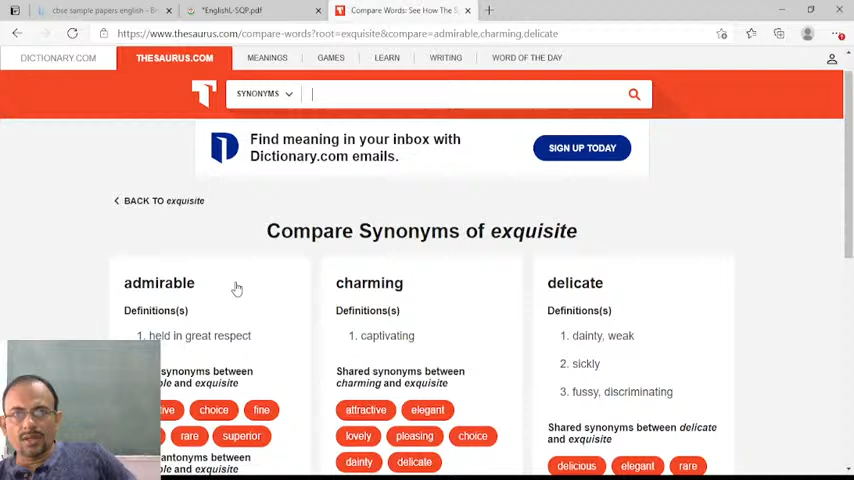 cbse sample papers english - B
*EnglishL-SQP.pdf
Compare Words: See How The S
https://www.thesaurus.com/compare-words?root=exquisite&compare=admirable,charming,delicate
DICTIONARY.COM
THESAURUS.COM
MEANINGS
GAMES
LEARN
WRITING
WORD OF THE DAY
SYNONYMS
Find meaning in your inbox with
Dictionary.com emails.
SIGN UP TODAY
BACK TO exquisite
Compare Synonyms of exquisite
admirable
Definitions(s)
1. held in great respect
synonyms between
and exquisite
choice
fine
rare
superior
antonyms between
and exquisite
charming
Definitions(s)
1. captivating
Shared synonyms between
charming and exquisite
attractive
elegant
lovely
pleasing
choice
dainty
delicate
delicate
Definitions(s)
1. dainty, weak
2. sickly
3. fussy, discriminating
Shared synonyms between delicate
and exquisite
delicious
elegant
rare